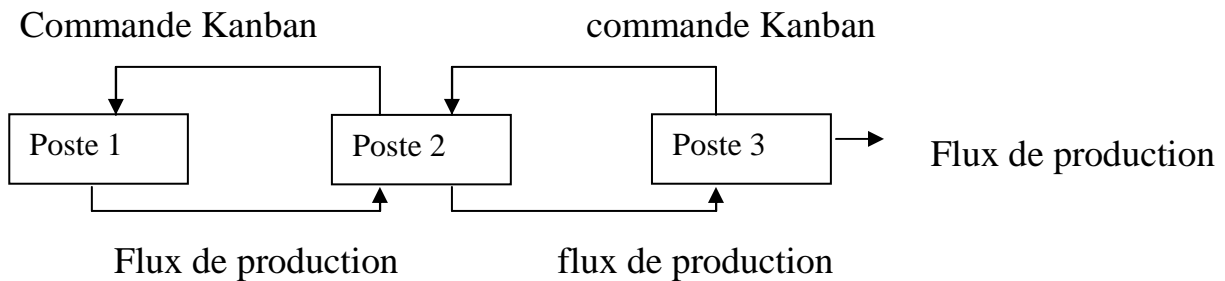 Commande Kanban
commande Kanban
Poste 1
Poste 2
Poste 3
Flux de production
Flux de production
flux de production